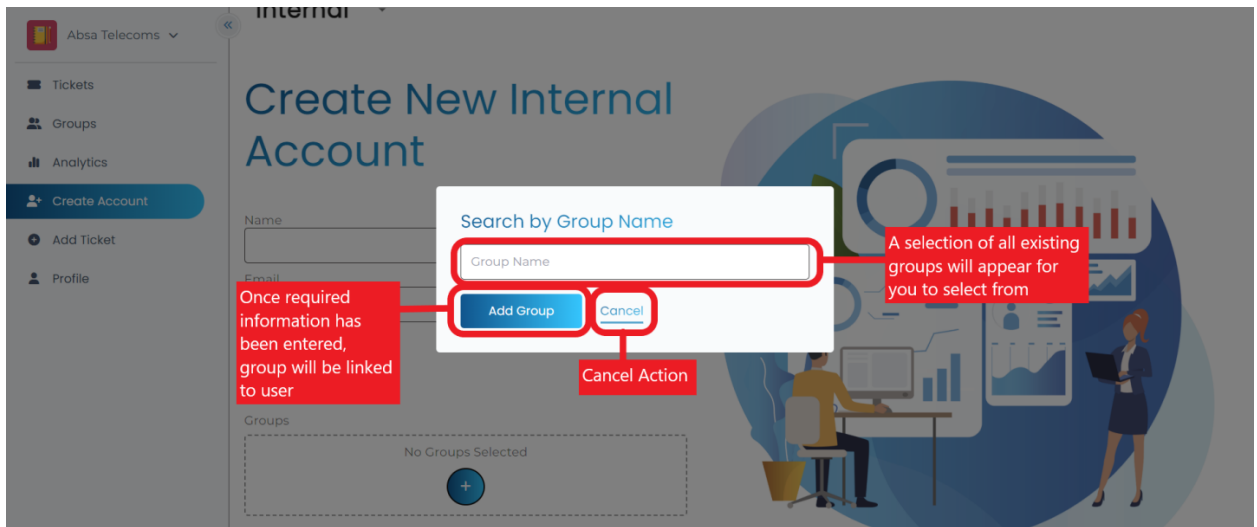 Absa Telecoms
Internal
Tickets
Groups
Analytics
Create Account
Add Ticket
Profile
Create New Internal
Account
Name
Email
Search by Group Name
Group Name
Add Group
Cancel
A selection of all existing
groups will appear for
you to select from
Once required
information has
been entered,
group will be linked
to user
Cancel Action
Groups
No Groups Selected